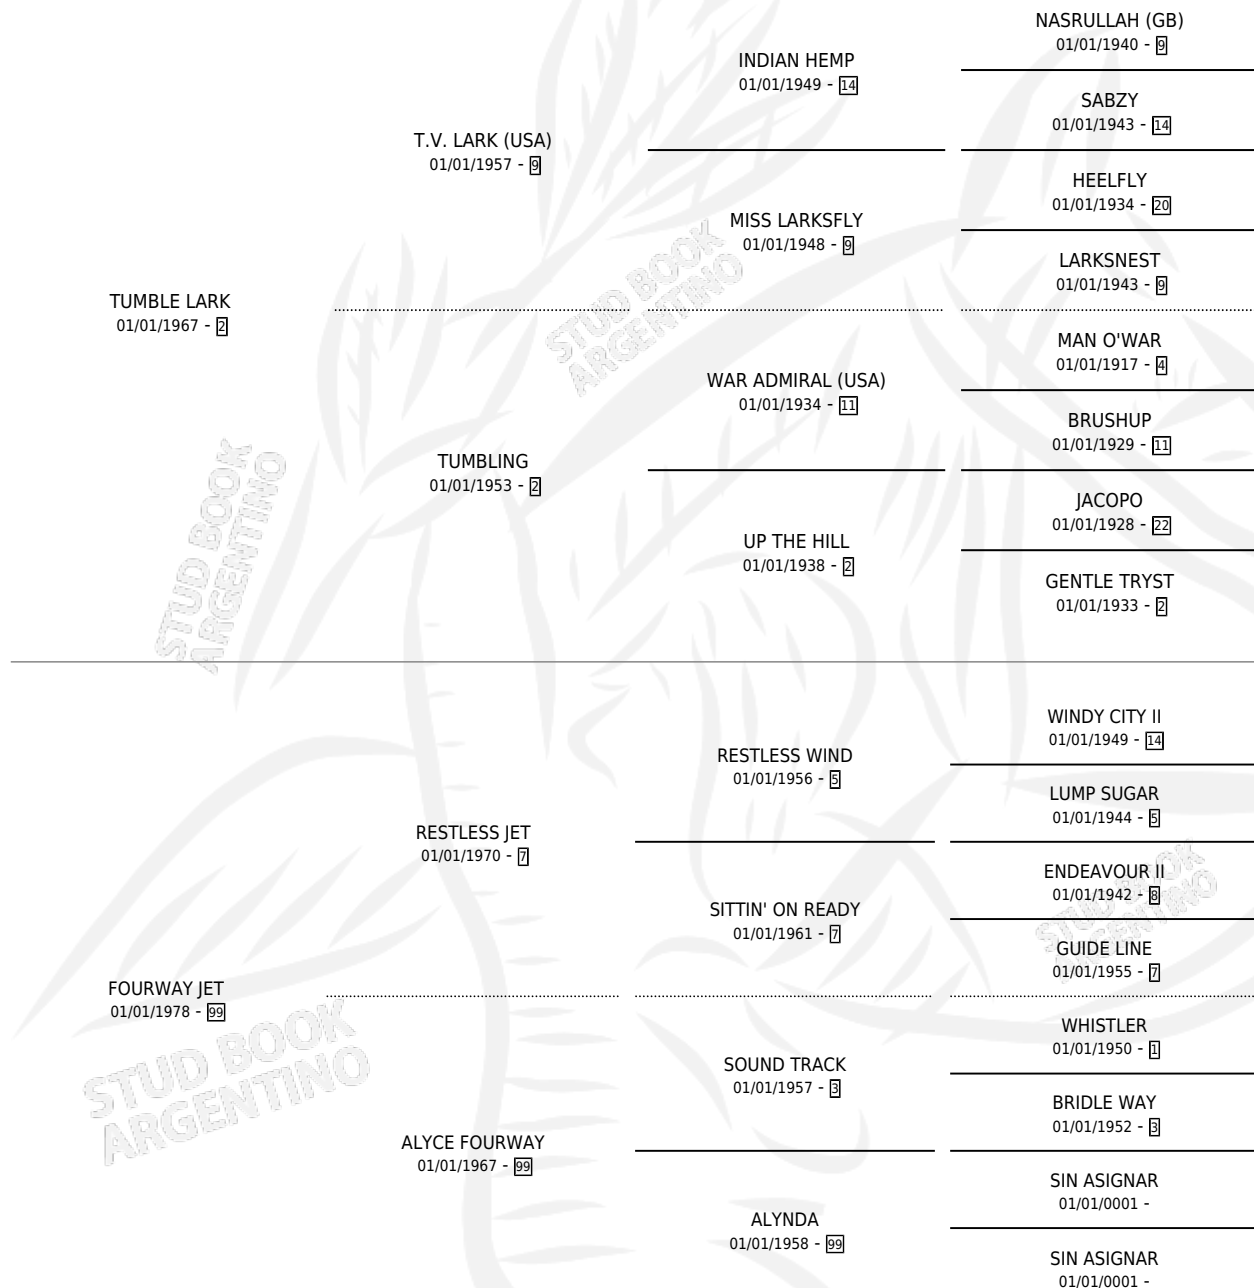 NASRULLAH (GB)
01/01/1940 - 9
INDIAN HEMP
01/01/1949 - 14
SABZY
01/01/1943 - 14
T.V. LARK (USA)
01/01/1957 - 9
HEELFLY
01/01/1934 - 20
MISS LARKSFLY
01/01/1948 - 9
LARKSNEST
01/01/1943 - 9
TUMBLE LARK
01/01/1967 - 2
MAN O'WAR
01/01/1917 - 4
WAR ADMIRAL (USA)
01/01/1934 - 11
BRUSHUP
01/01/1929 - 11
TUMBLING
01/01/1953 - 2
JACOPO
01/01/1928 - 22
UP THE HILL
01/01/1938 - 2
GENTLE TRYST
01/01/1933 - 2
WINDY CITY II
01/01/1949 - 14
RESTLESS WIND
01/01/1956 - 5
LUMP SUGAR
01/01/1944 - 5
RESTLESS JET
01/01/1970 - 7
ENDEAVOUR II
01/01/1942 - 8
SITTIN' ON READY
01/01/1961 - 7
GUIDE LINE
01/01/1955 - 7
FOURWAY JET
01/01/1978 - 99
WHISTLER
01/01/1950 - 1
SOUND TRACK
01/01/1957 - 3
BRIDLE WAY
01/01/1952 - 3
ALYCE FOURWAY
01/01/1967 - 99
SIN ASIGNAR
01/01/0001 -
ALYNDA
01/01/1958 - 99
SIN ASIGNAR
01/01/0001 -
STUD BOOK
ARGENTINO
STUD BOOK
ARGENTINO
STUD BOOK
ARGENTINO
STUD BOOK
ARGENTINO